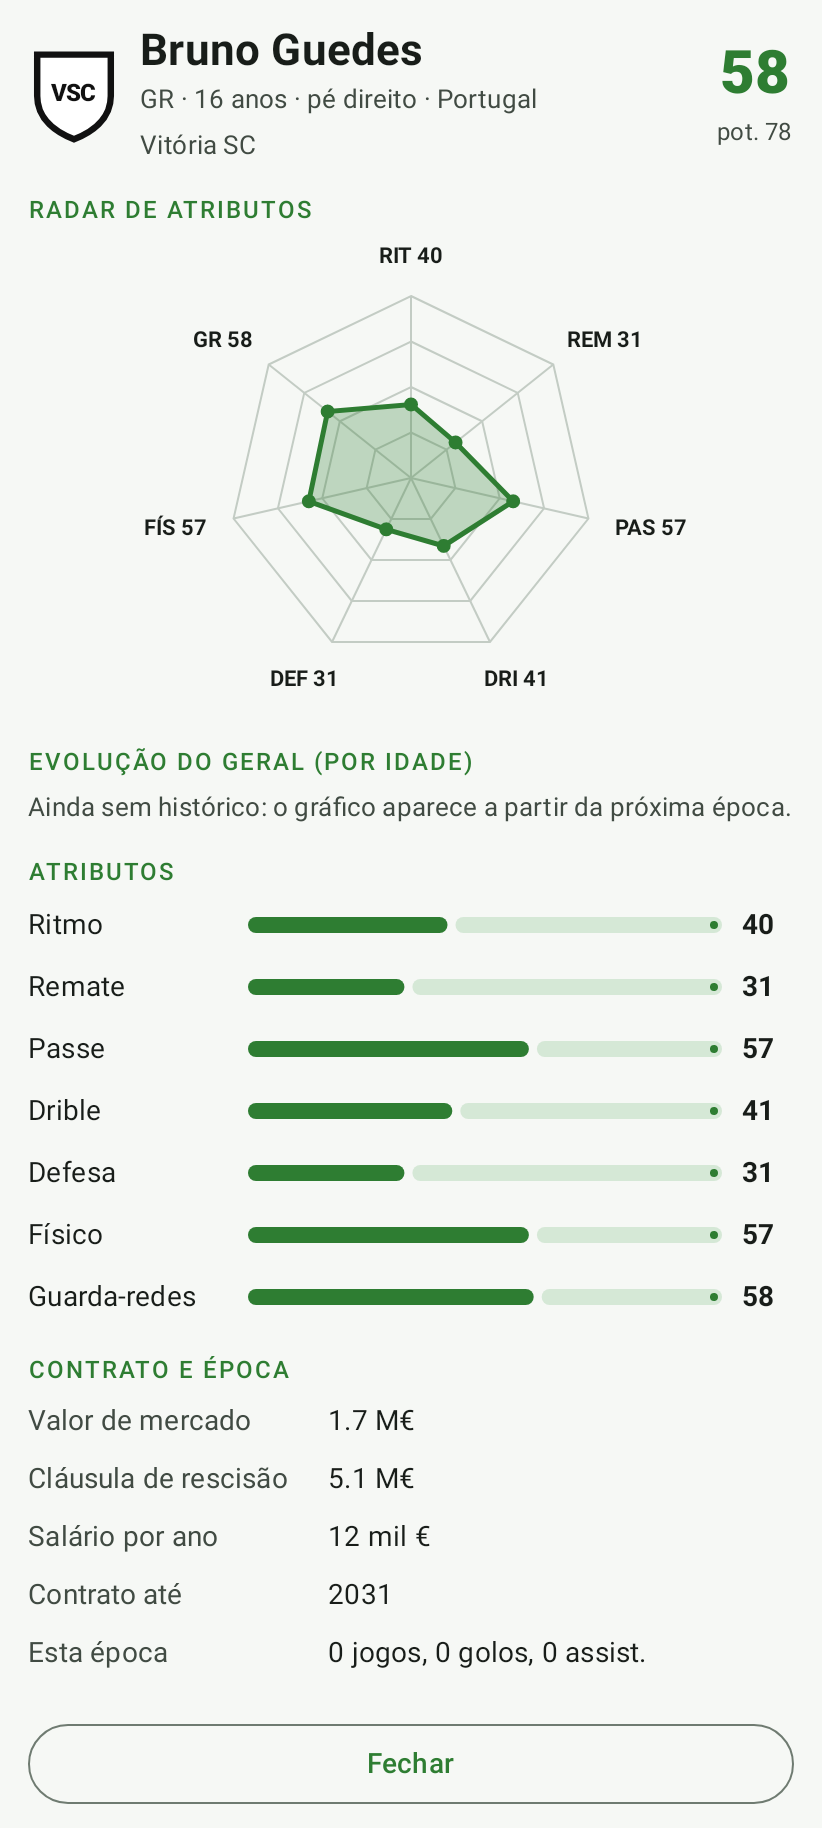 VSC
Bruno Guedes
GR · 16 anos · pé direito · Portugal
Vitória SC
58
pot. 78
RADAR DE ATRIBUTOS
RIT 40
GR 58
REM 31
FÍS 57
PAS 57
DEF 31
DRI 41
EVOLUÇÃO DO GERAL (POR IDADE)
Ainda sem histórico: o gráfico aparece a partir da próxima época.
ATRIBUTOS
Ritmo 40
Remate 31
Passe 57
Drible 41
Defesa 31
Físico 57
Guarda-redes 58
CONTRATO E ÉPOCA
Valor de mercado 1.7 M€
Cláusula de rescisão 5.1 M€
Salário por ano 12 mil €
Contrato até 2031
Esta época 0 jogos, 0 golos, 0 assist.
Fechar